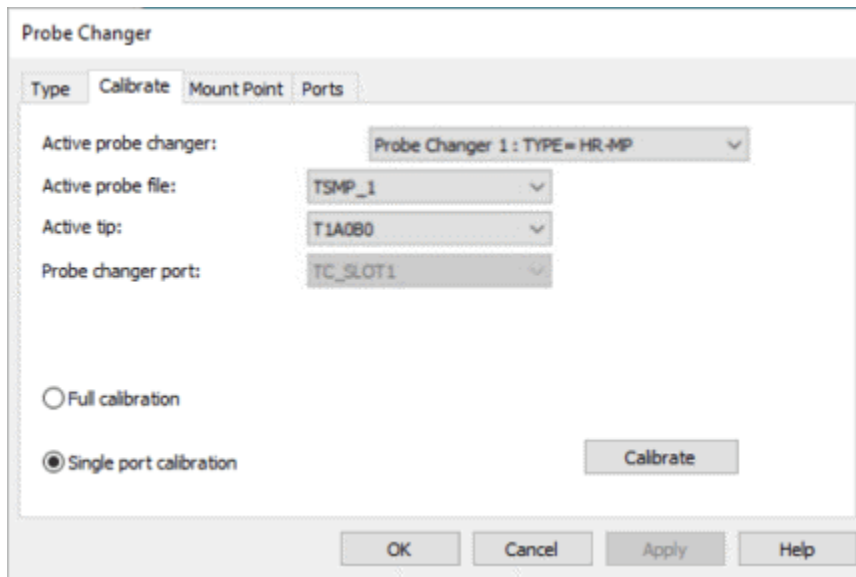 Probe Changer
Type Calibrate Mount Point Ports
Active probe changer: Probe Changer 1 : TYPE= HR-MP
Active probe file: TSMP_1
Active tip: T1A0B0
Probe changer port: TC_SLOT1
Full calibration
Single port calibration Calibrate
OK Cancel Apply Help